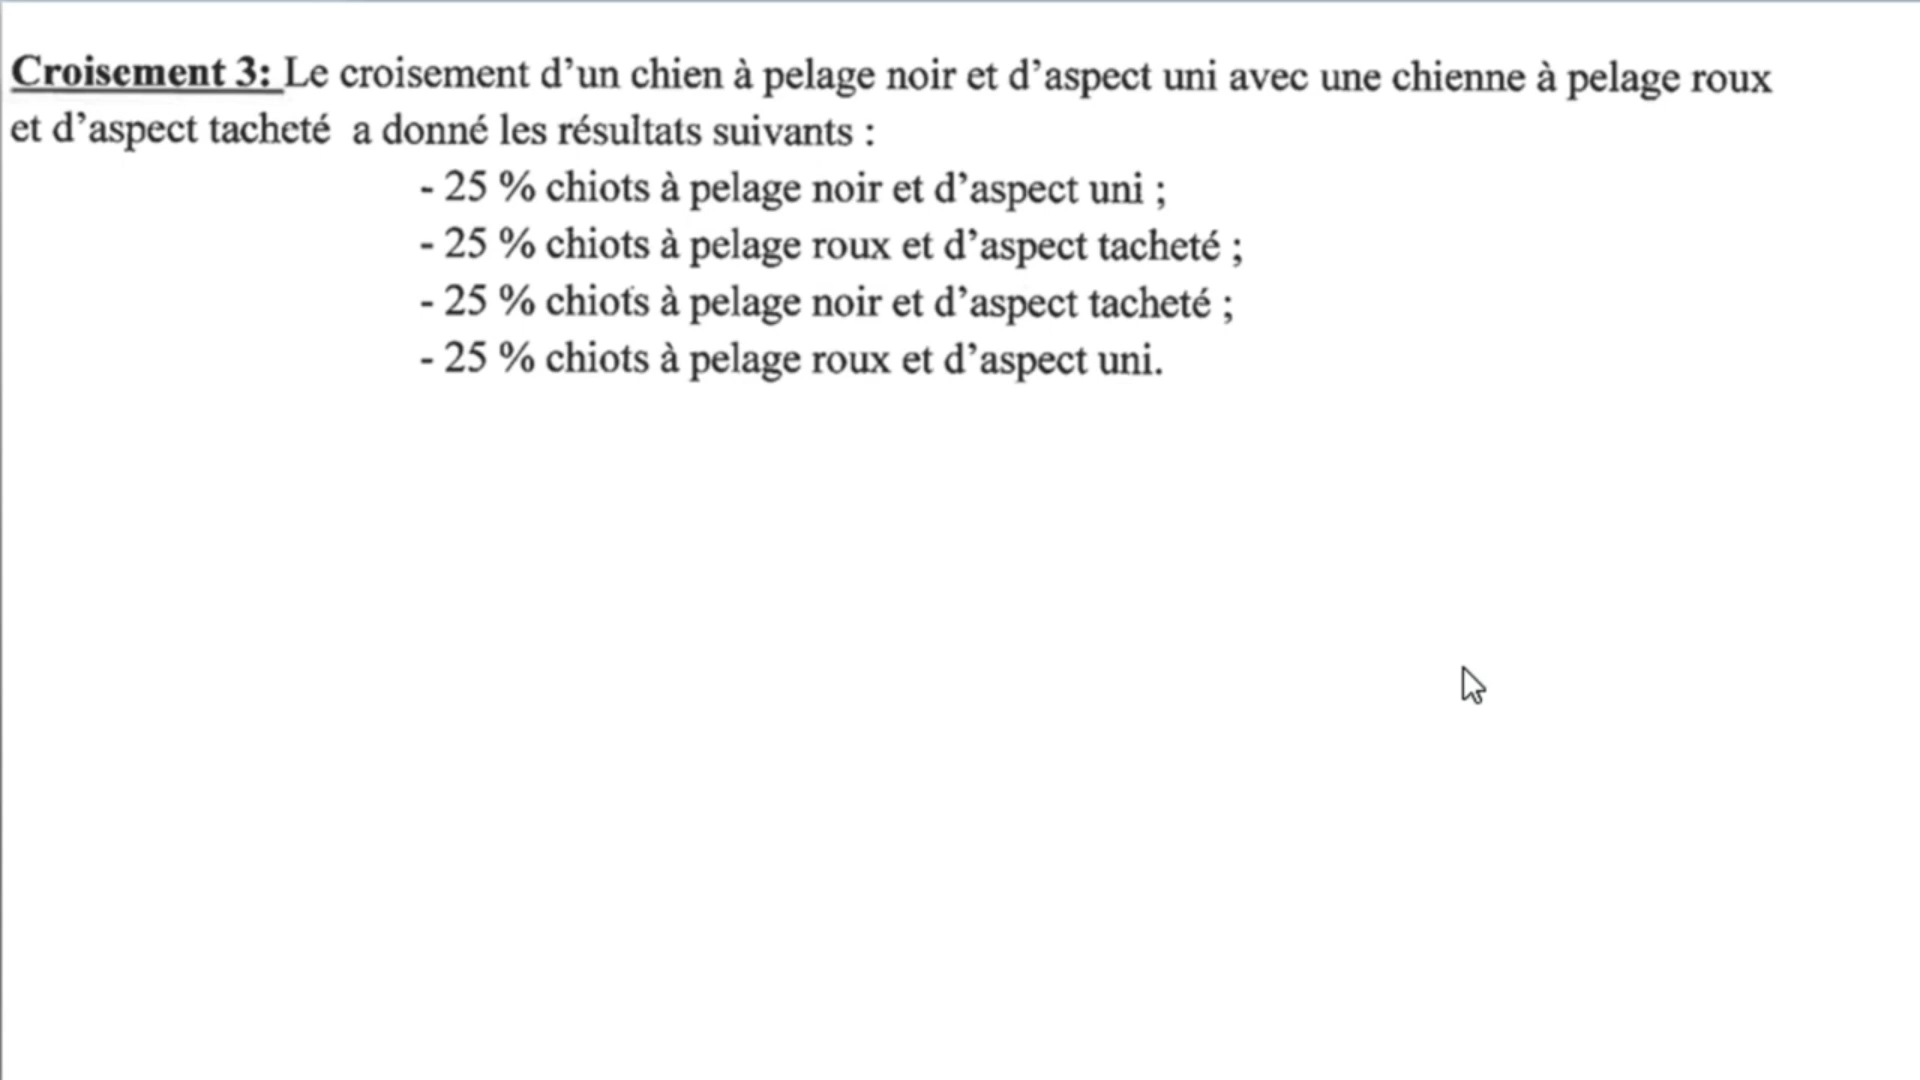 Croisement 3: Le croisement d'un chien à pelage noir et d'aspect uni avec une chienne à pelage roux
et d'aspect tacheté a donné les résultats suivants :
- 25 % chiots à pelage noir et d'aspect uni ;
- 25 % chiots à pelage roux et d'aspect tacheté ;
- 25 % chiots à pelage noir et d'aspect tacheté ;
- 25 % chiots à pelage roux et d'aspect uni.